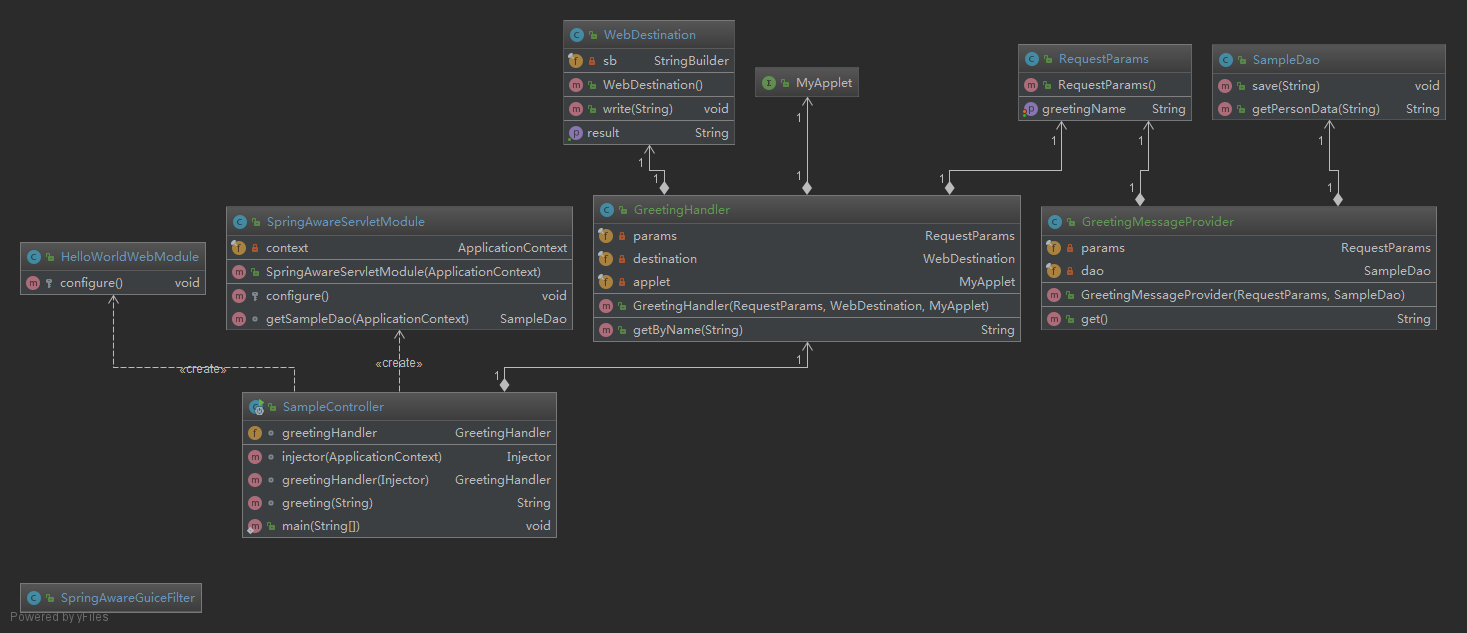 WebDestination
sb StringBuilder
WebDestination()
write(String) void
result String
MyApplet
RequestParams
RequestParams()
greetingName String
SampleDao
save(String) void
getPersonData(String) String
1
1
1
1
1
1
1
1
1
1
HelloWorldWebModule
configure() void
SpringAwareServletModule
context ApplicationContext
SpringAwareServletModule(ApplicationContext)
configure() void
getSampleDao(ApplicationContext) SampleDao
GreetingHandler
params RequestParams
destination WebDestination
applet MyApplet
GreetingHandler(RequestParams, WebDestination, MyApplet)
getByName(String) String
GreetingMessageProvider
params RequestParams
dao SampleDao
GreetingMessageProvider(RequestParams, SampleDao)
get() String
«create»
«create»
1
1
SampleController
greetingHandler GreetingHandler
injector(ApplicationContext) Injector
greetingHandler(Injector) GreetingHandler
greeting(String) String
main(String[]) void
SpringAwareGuiceFilter
Powered by yFiles